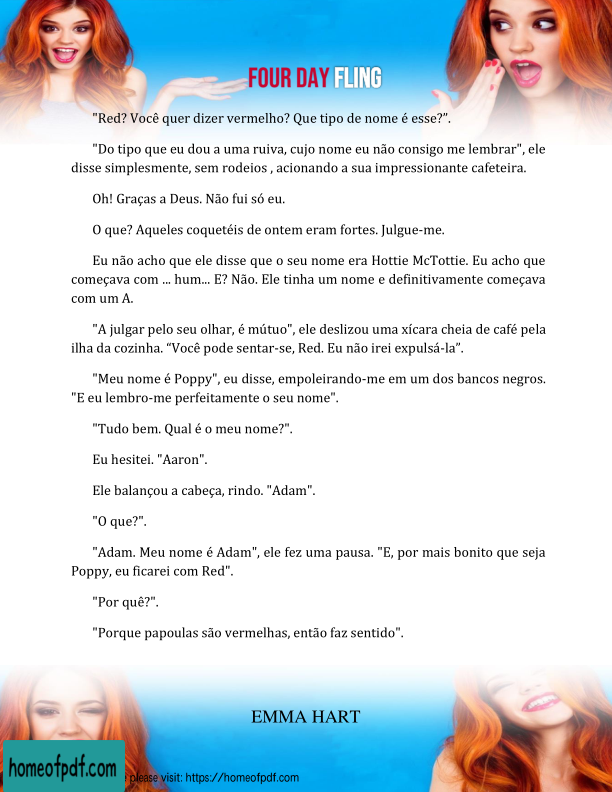 FOUR DAY FLING
"Red? Você quer dizer vermelho? Que tipo de nome é esse?”.
"Do tipo que eu dou a uma ruiva, cujo nome eu não consigo me lembrar", ele
disse simplesmente, sem rodeios , acionando a sua impressionante cafeteira.
Oh! Graças a Deus. Não fui só eu.
O que? Aqueles coquetéis de ontem eram fortes. Julgue-me.
Eu não acho que ele disse que o seu nome era Hottie McTottie. Eu acho que
começava com ... hum... E? Não. Ele tinha um nome e definitivamente começava
com um A.
"A julgar pelo seu olhar, é mútuo", ele deslizou uma xícara cheia de café pela
ilha da cozinha. “Você pode sentar-se, Red. Eu não irei expulsá-la”.
"Meu nome é Poppy", eu disse, empoleirando-me em um dos bancos negros.
"E eu lembro-me perfeitamente o seu nome".
"Tudo bem. Qual é o meu nome?".
Eu hesitei. "Aaron".
Ele balançou a cabeça, rindo. "Adam".
"O que?".
"Adam. Meu nome é Adam", ele fez uma pausa. "E, por mais bonito que seja
Poppy, eu ficarei com Red".
"Por quê?".
"Porque papoulas são vermelhas, então faz sentido".
EMMA HART
homeofpdf.com
please visit: https://homeofpdf.com